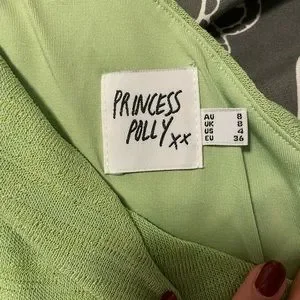 PRINCESS
POLLY xx
AU 8
UK 8
US 4
EU 36